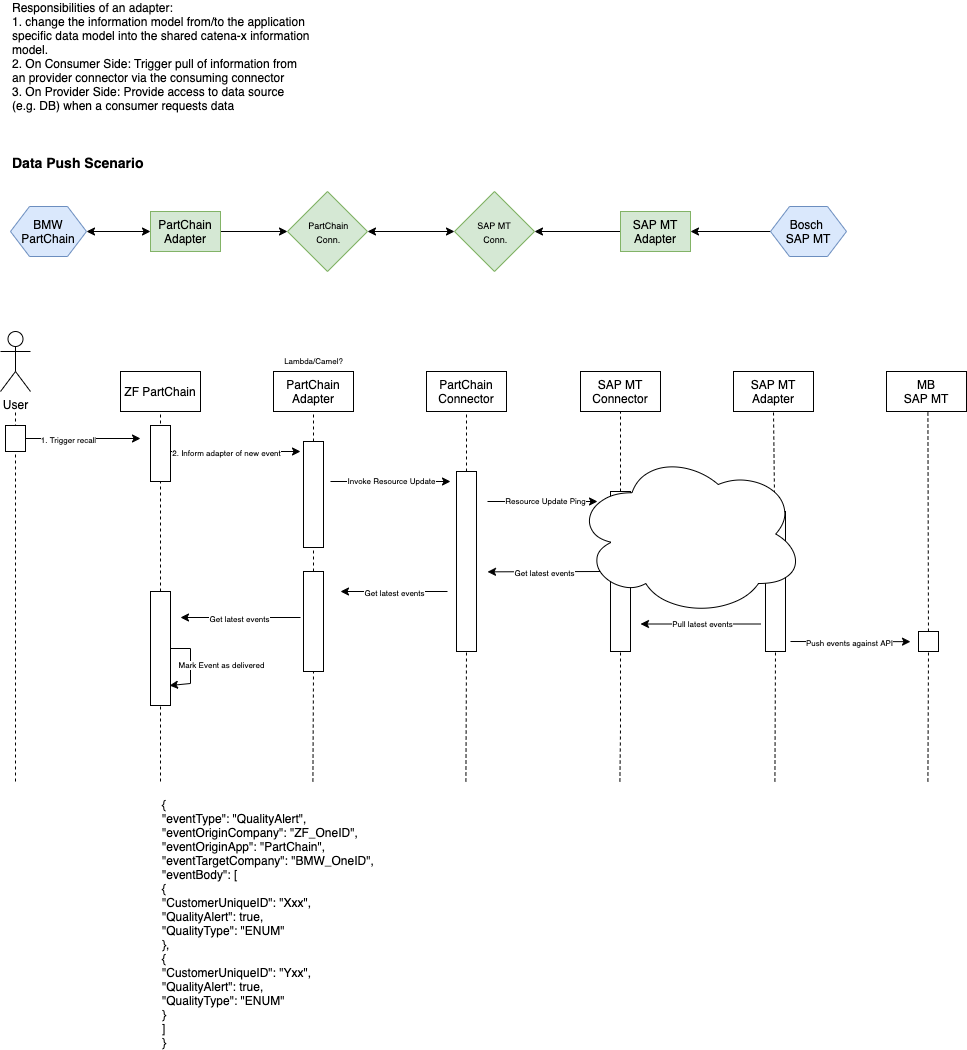 Responsibilities of an adapter:
1. change the information model from/to the application
specific data model into the shared catena-x information
model.
2. On Consumer Side: Trigger pull of information from
an provider connector via the consuming connector
3. On Provider Side: Provide access to data source
(e.g. DB) when a consumer requests data
Data Push Scenario
BMW
PartChain
PartChain
Adapter
PartChain
Conn.
SAP MT
Conn.
SAP MT
Adapter
Bosch
SAP MT
Lambda/Camel?
User
ZF PartChain
PartChain
Adapter
PartChain
Connector
SAP MT
Connector
SAP MT
Adapter
MB
SAP MT
1. Trigger recall
2. Inform adapter of new event
Invoke Resource Update
Resource Update Ping
Get latest events
Get latest events
Get latest events
Pull latest events
Push events against API
Mark Event as delivered
{
"eventType": "QualityAlert",
"eventOriginCompany": "ZF_OneID",
"eventOriginApp": "PartChain",
"eventTargetCompany": "BMW_OneID",
"eventBody": [
{
"CustomerUniqueID": "Xxx",
"QualityAlert": true,
"QualityType": "ENUM"
},
{
"CustomerUniqueID": "Yxx",
"QualityAlert": true,
"QualityType": "ENUM"
}
]
}